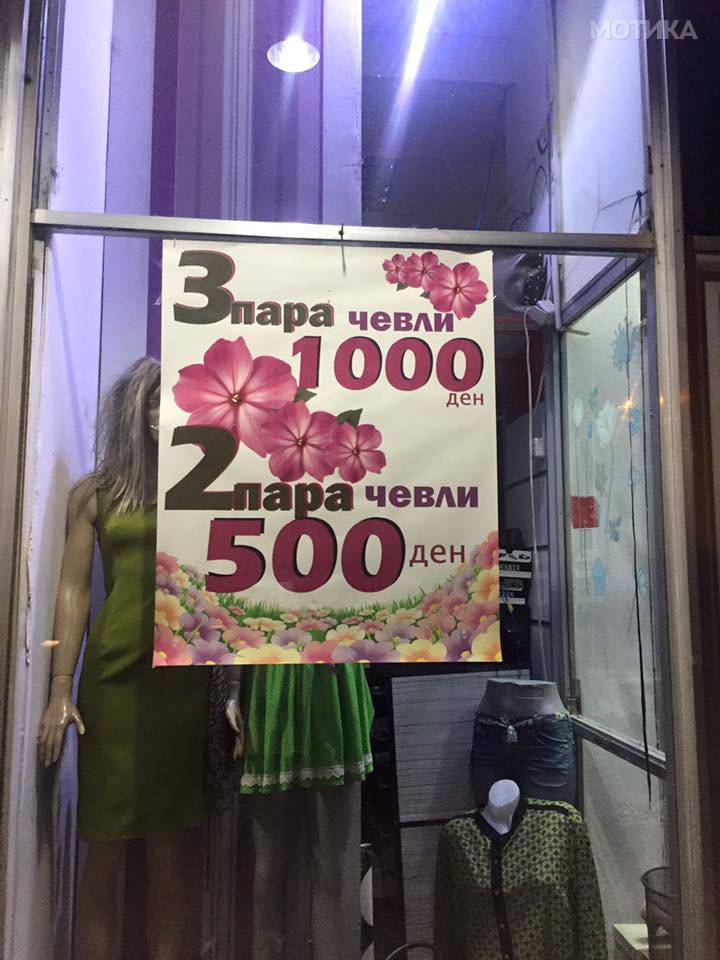 МОТИКА
3 пара чевли
1000
ден
2 пара чевли
500 ден